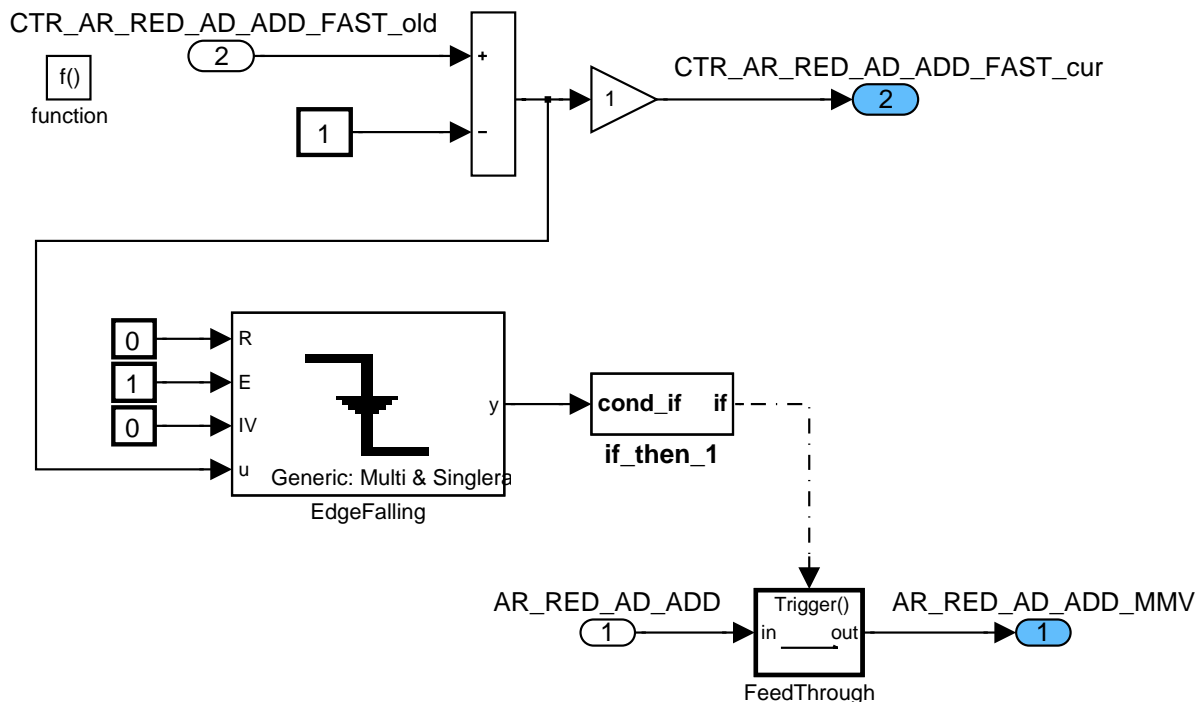 CTR_AR_RED_AD_ADD_FAST_old
2
f()
function
+
CTR_AR_RED_AD_ADD_FAST_cur
1
2
1
−
0
R
1
E
y
cond_if if
0
IV
if_then_1
u
Generic: Multi & Singlera
EdgeFalling
AR_RED_AD_ADD
Trigger()
AR_RED_AD_ADD_MMV
1
in out
1
FeedThrough